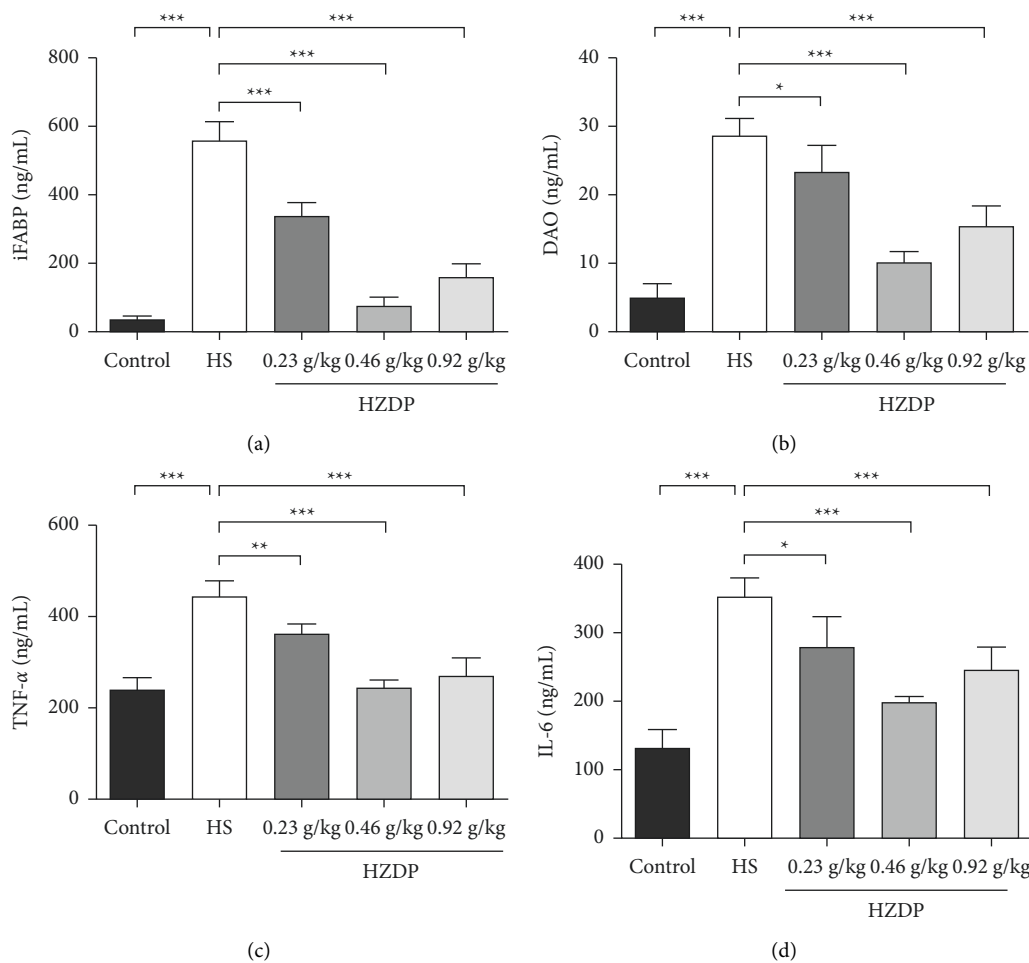 ***
***
***
***
800
600
400
200
0
iFABP (ng/mL)
Control
HS
0.23 g/kg
0.46 g/kg
0.92 g/kg
HZDP
(a)
***
***
***
*
40
30
20
10
0
DAO (ng/mL)
Control
HS
0.23 g/kg
0.46 g/kg
0.92 g/kg
HZDP
(b)
***
***
***
**
600
400
200
0
TNF-α (ng/mL)
Control
HS
0.23 g/kg
0.46 g/kg
0.92 g/kg
HZDP
(c)
***
***
***
*
400
300
200
100
0
IL-6 (ng/mL)
Control
HS
0.23 g/kg
0.46 g/kg
0.92 g/kg
HZDP
(d)